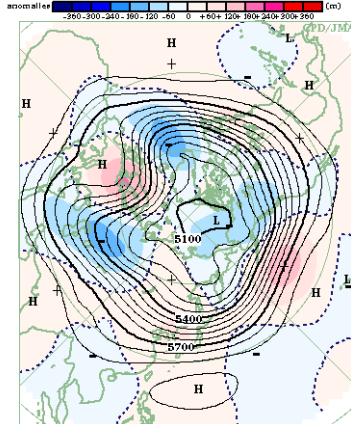 anomalies -360-300-240-180-120 -60 0 +60+120+180+240+300+360 (m)
CPD/JMA
H L
H H
H
L
5100
H H L
5400
5700
H